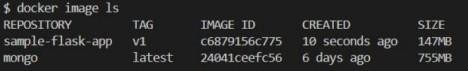 $ docker image ls
REPOSITORY TAG IMAGE ID CREATED SIZE
sample-flask-app v1 c6879156c775 10 seconds ago 147MB
mongo latest 24041ceefc56 6 days ago 755MB